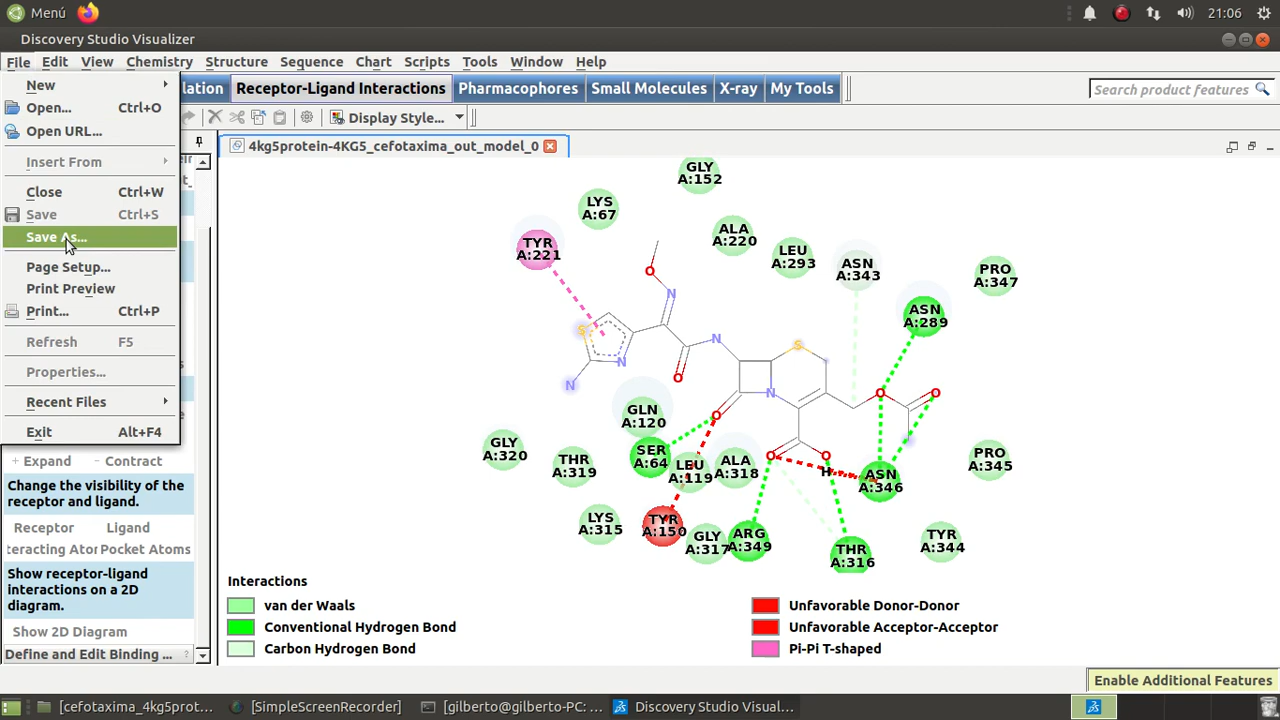 Menú
21:06
Discovery Studio Visualizer
File Edit View Chemistry Structure Sequence Chart Scripts Tools Window Help
lation Receptor-Ligand Interactions Pharmacophores Small Molecules X-ray My Tools
Search product features
Display Style...
4kg5protein-4KG5_cefotaxima_out_model_0
New
Open... Ctrl+O
Open URL...
Insert From
Close Ctrl+W
Save Ctrl+S
Save As...
Page Setup...
Print Preview
Print... Ctrl+P
Refresh F5
Properties...
Recent Files
Exit Alt+F4
+ Expand - Contract
Change the visibility of the
receptor and ligand.
Receptor Ligand
teracting Ator Pocket Atoms
Show receptor-ligand
interactions on a 2D
diagram.
Show 2D Diagram
Define and Edit Binding ... ?
GLY
A:152
LYS
A:67
TYR
A:221
ALA
A:220
LEU
A:293
ASN
A:343
PRO
A:347
ASN
A:289
O
N
S
N
N
O
N
S
N
O
O
O
O
O
H
GLN
A:120
GLY
A:320
THR
A:319
SER
A:64
LEU
A:119
ALA
A:318
ASN
A:346
PRO
A:345
LYS
A:315
TYR
A:150
GLY
A:317
ARG
A:349
THR
A:316
TYR
A:344
Interactions
van der Waals
Conventional Hydrogen Bond
Carbon Hydrogen Bond
Unfavorable Donor-Donor
Unfavorable Acceptor-Acceptor
Pi-Pi T-shaped
Enable Additional Features
[cefotaxima_4kg5prot... [SimpleScreenRecorder] [gilberto@gilberto-PC: ... Discovery Studio Visual...